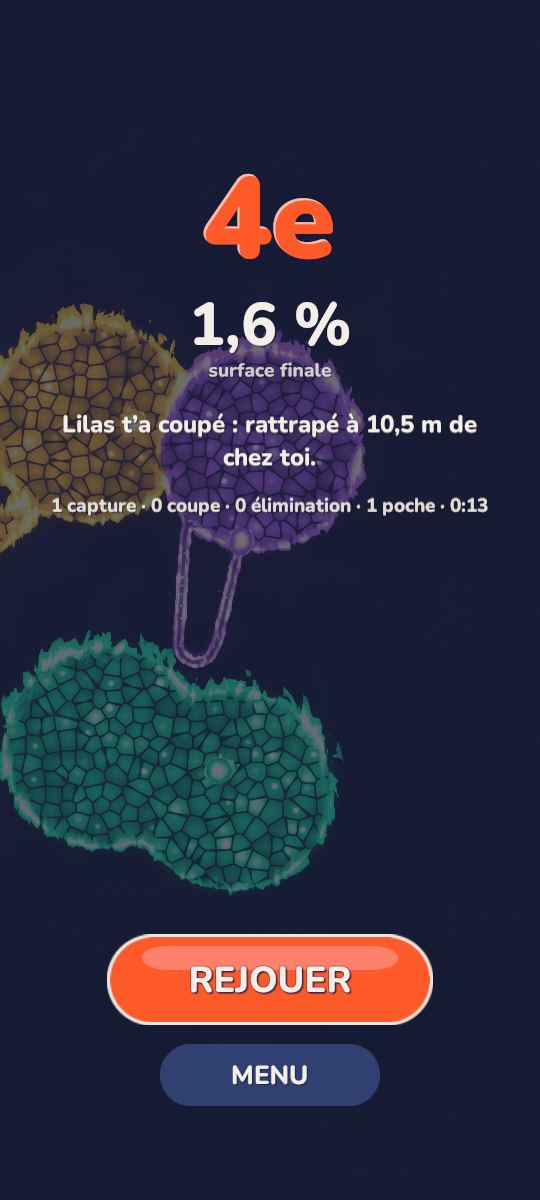 4e
1,6 %
surface finale
Lilas t’a coupé : rattrapé à 10,5 m de
chez toi.
1 capture · 0 coupe · 0 élimination · 1 poche · 0:13
REJOUER
MENU